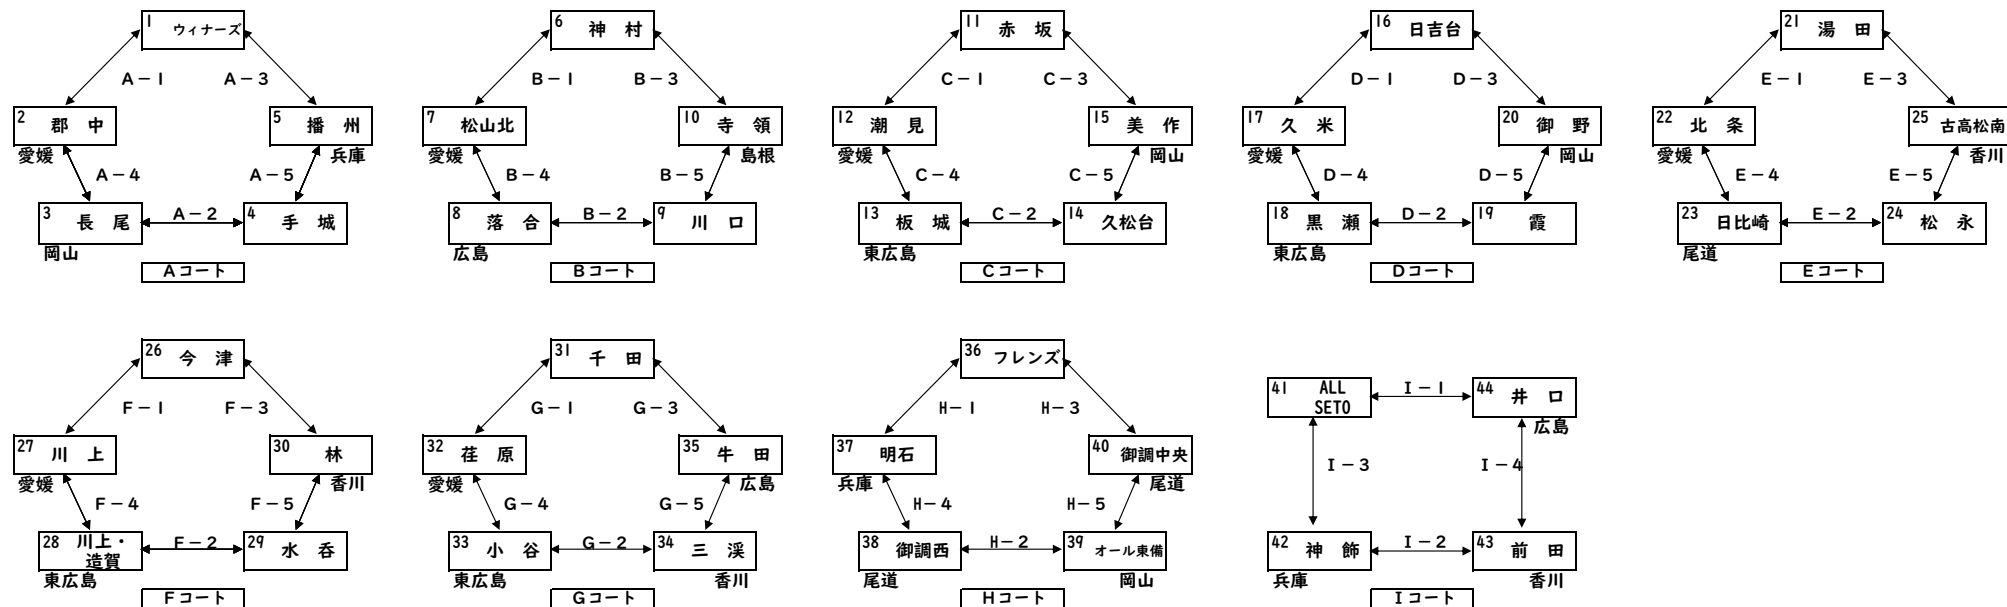 1 ウィナーズ
6 神 村
11 赤 坂
16 日吉台
21 湯 田
A-1 A-3
B-1 B-3
C-1 C-3
D-1 D-3
E-1 E-3
2 郡 中
5 播 州
7 松山北
10 寺 領
12 潮 見
15 美 作
17 久 米
20 御 野
22 北 条
25 古高松南
愛媛
兵庫
愛媛
島根
愛媛
岡山
愛媛
岡山
愛媛
香川
A-4 A-5
B-4 B-5
C-4 C-5
D-4 D-5
E-4 E-5
3 長 尾
A-2
4 手 城
8 落 合
B-2
9 川 口
13 板 城
C-2
14 久松台
18 黒 瀬
D-2
19 霞
23 日比崎
E-2
24 松 永
岡山
広島
東広島
東広島
尾道
Aコート
Bコート
Cコート
Dコート
Eコート
26 今 津
31 千 田
36 フレンズ
41 ALL
SETO
I-1
44 井 口
広島
F-1 F-3
G-1 G-3
H-1 H-3
27 川 上
30 林
32 荏 原
35 牛 田
37 明石
40 御調中央
I-3 I-4
愛媛
香川
愛媛
広島
兵庫
尾道
F-4 F-5
G-4 G-5
H-4 H-5
28 川上・
造賀
F-2
29 水 呑
33 小 谷
G-2
34 三 渓
38 御調西
H-2
39 オール東備
42 神 飾
I-2
43 前 田
東広島
東広島
香川
尾道
岡山
兵庫
香川
Fコート
Gコート
Hコート
Iコート